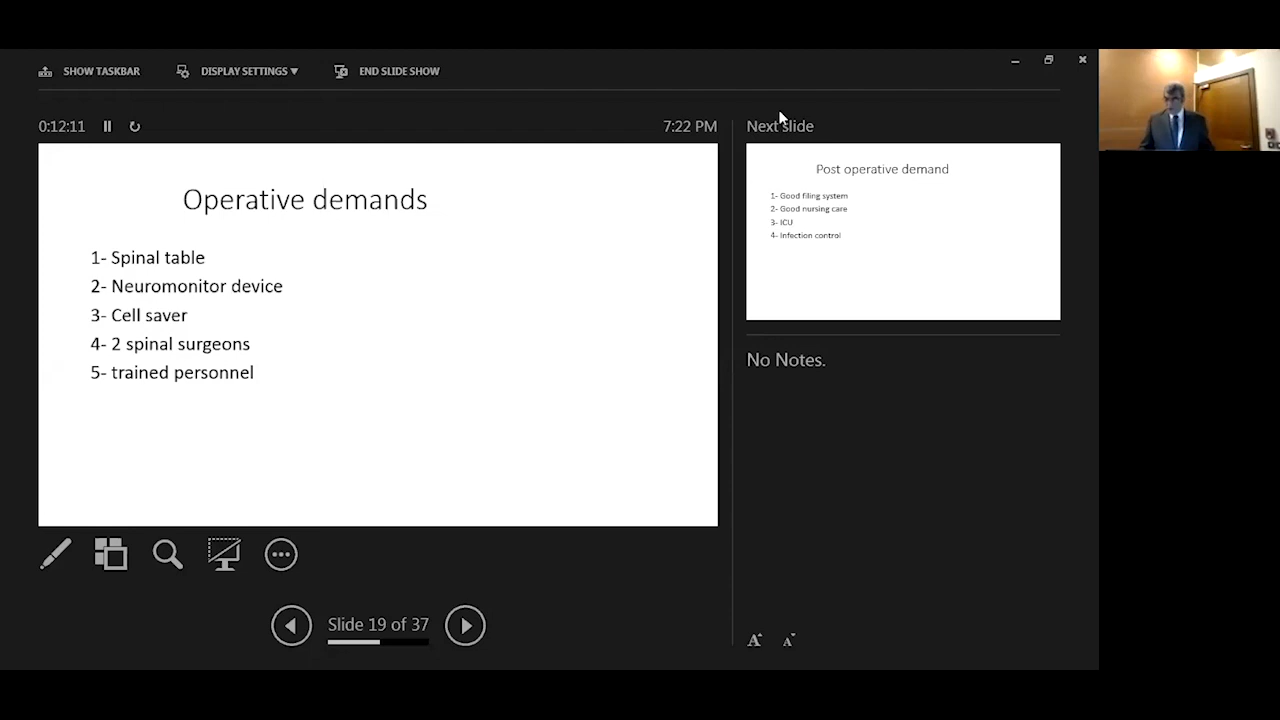 SHOW TASKBAR
DISPLAY SETTINGS ▼
END SLIDE SHOW
0:12:11
7:22 PM
Operative demands
1- Spinal table
2- Neuromonitor device
3- Cell saver
4- 2 spinal surgeons
5- trained personnel
Next slide
Post operative demand
1- Good filing system
2- Good nursing care
3- ICU
4- Infection control
No Notes.
Slide 19 of 37
A A